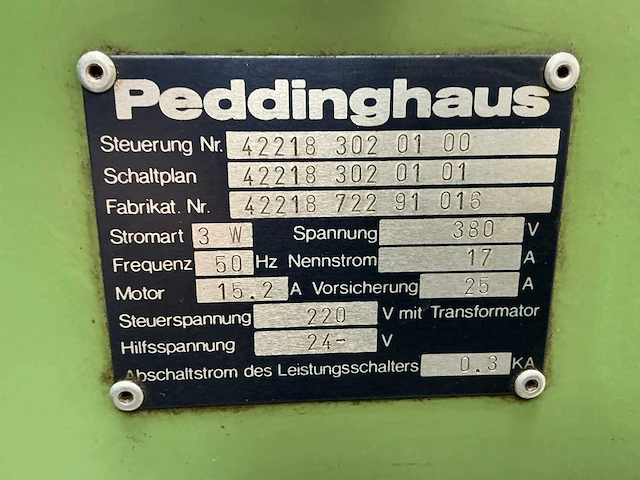 Peddinghaus
Steuerung Nr. 42218 302 01 00
Schaltplan 42218 302 01 01
Fabrikat. Nr. 42218 722 91 016
Stromart 3 W Spannung 380 V
Frequenz 50 Hz Nennstrom 17 A
Motor 15.2 A Vorsicherung 25 A
Steuerspannung 220 V mit Transformator
Hilfsspannung 24- V
Abschaltstrom des Leistungsschalters 0.3 KA